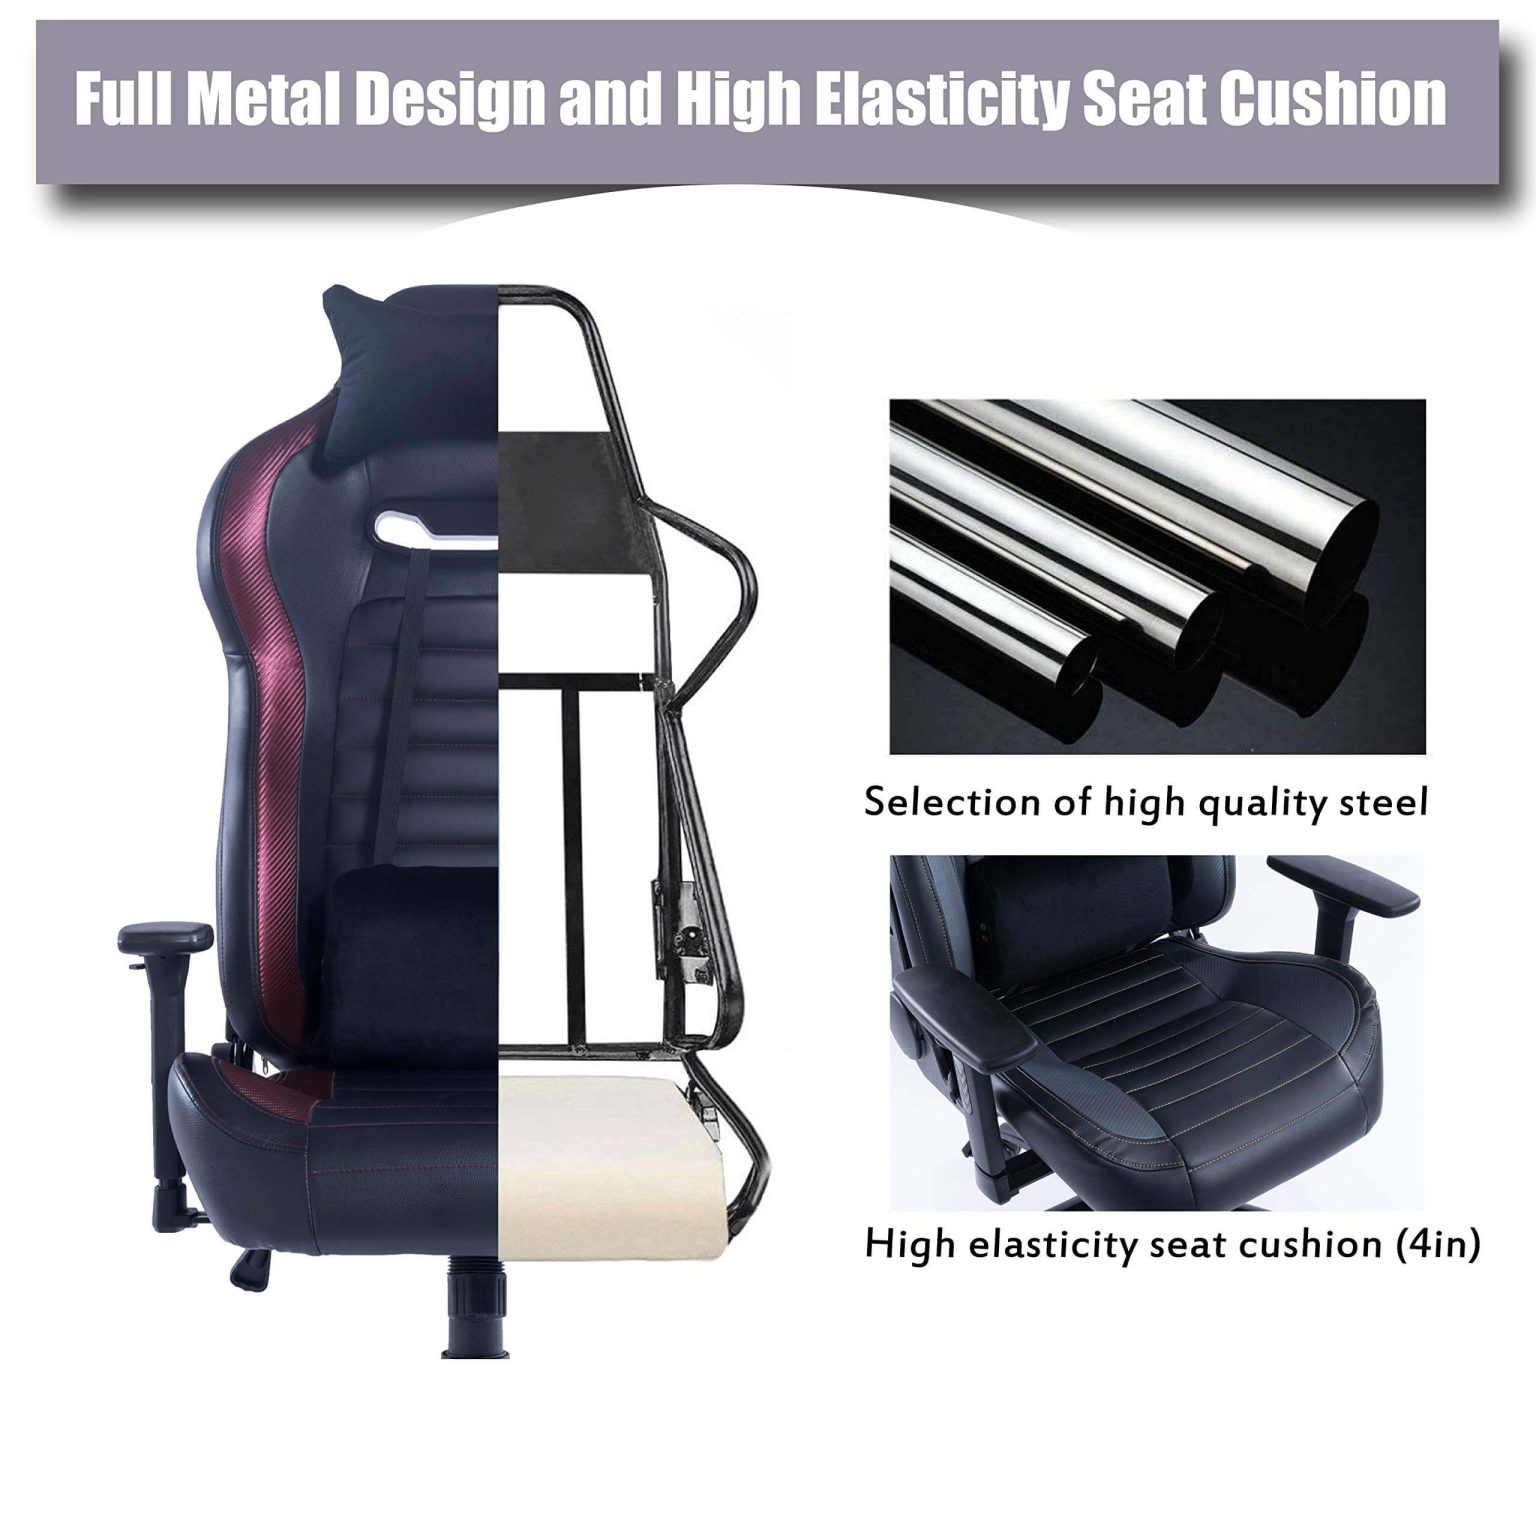 Full Metal Design and High Elasticity Seat Cushion
Selection of high quality steel
High elasticity seat cushion (4in)